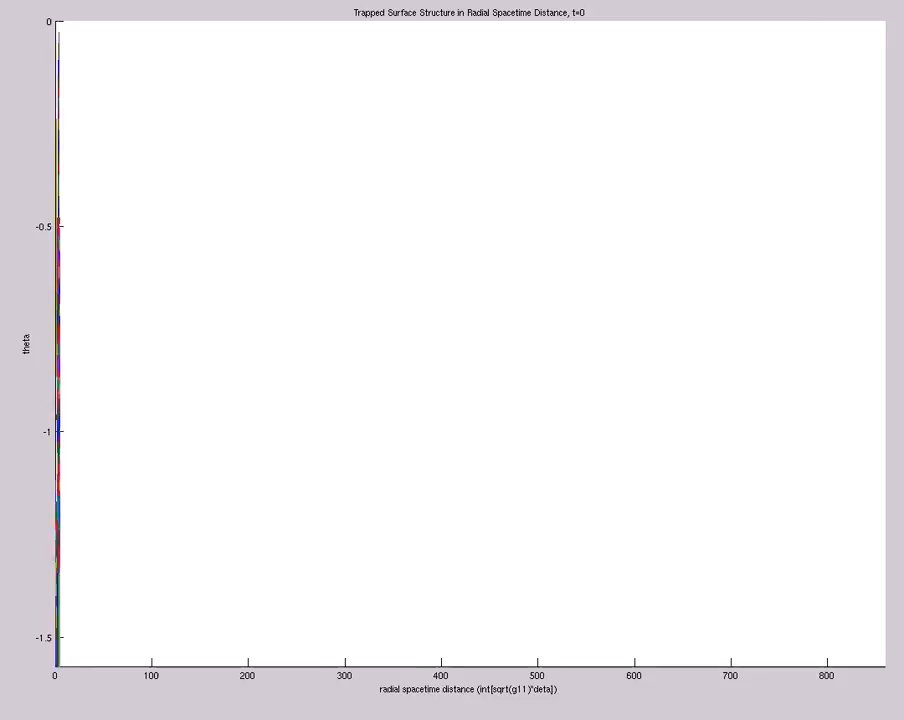 Trapped Surface Structure in Radial Spacetime Distance, t=0
0
-0.5
theta
-1
-1.5
0 100 200 300 400 500 600 700 800
radial spacetime distance (int[sqrt(g11)*deta])